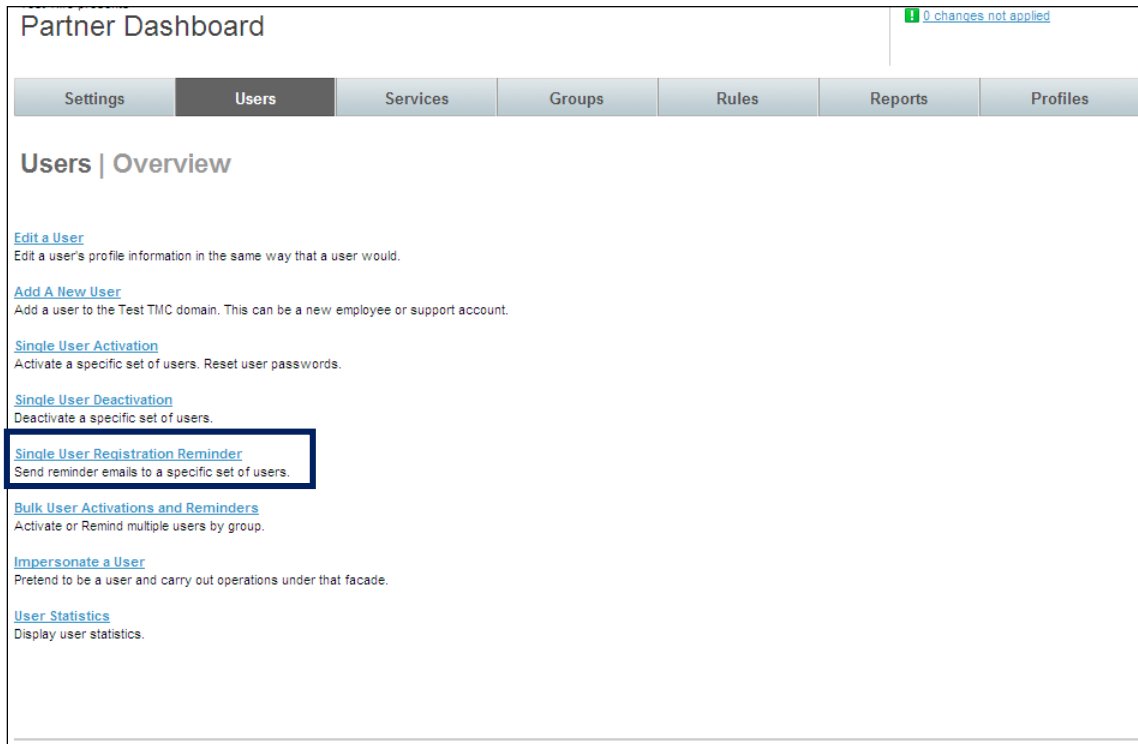 Partner Dashboard
0 changes not applied
Settings Users Services Groups Rules Reports Profiles
Users | Overview
Edit a User
Edit a user's profile information in the same way that a user would.
Add A New User
Add a user to the Test TMC domain. This can be a new employee or support account.
Single User Activation
Activate a specific set of users. Reset user passwords.
Single User Deactivation
Deactivate a specific set of users.
Single User Registration Reminder
Send reminder emails to a specific set of users.
Bulk User Activations and Reminders
Activate or Remind multiple users by group.
Impersonate a User
Pretend to be a user and carry out operations under that facade.
User Statistics
Display user statistics.